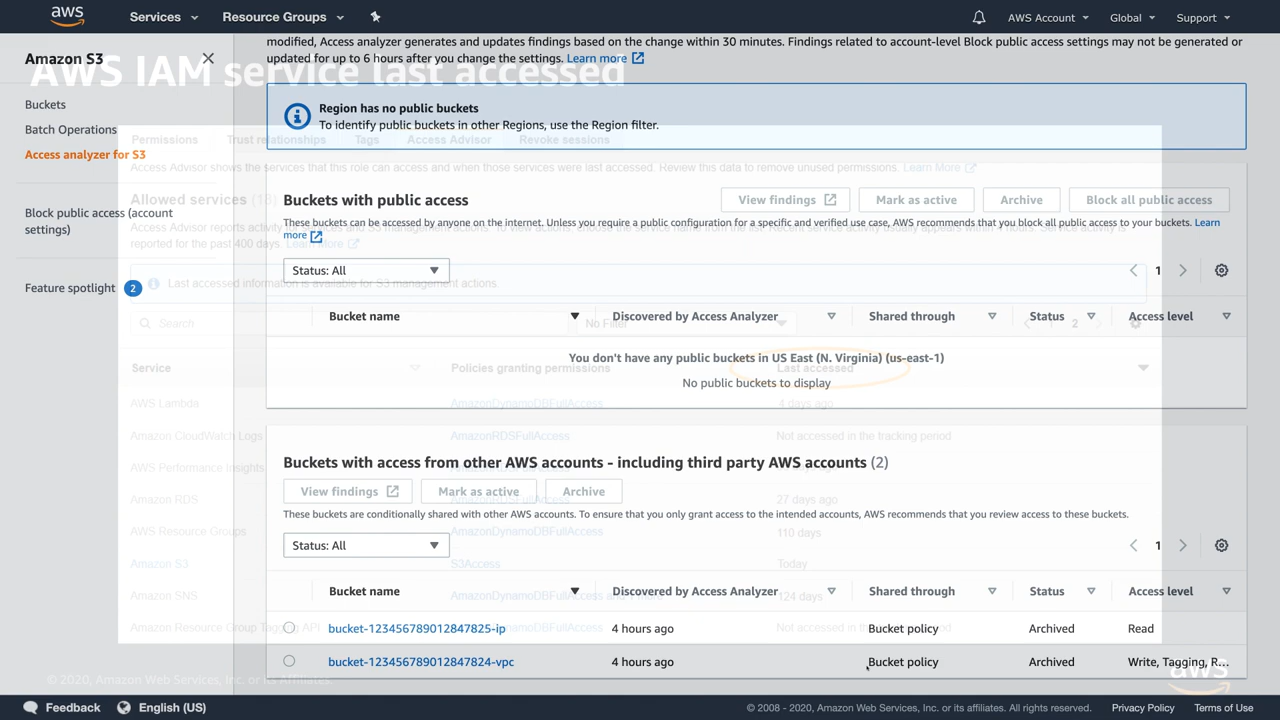 aws
Services
Resource Groups
AWS Account
Global
Support
Amazon S3
Buckets
Batch Operations
Access analyzer for S3
Block public access (account
settings)
Feature spotlight 2
modified, Access analyzer generates and updates findings based on the change within 30 minutes. Findings related to account-level Block public access settings may not be generated or
updated for up to 6 hours after you change the settings. Learn more
AWS IAM service last accessed
Region has no public buckets
To identify public buckets in other Regions, use the Region filter.
Permissions Trust relationships Tags Access Advisor Revoke sessions
Access Advisor shows the services that this role can access and when those services were last accessed. Review this data to remove unused permissions. Learn More
Allowed services
Access Advisor reports activity
reported for the past 400 days. Learn More
Last accessed information is available for S3 management actions.
Search
No Filter
2
Service Policies granting permissions Last accessed
AWS Lambda AmazonDynamoDBFullAccess 4 days ago
Amazon CloudWatch Logs AmazonRDSFullAccess Not accessed in the tracking period
AWS Performance Insights
Amazon RDS AmazonRDSFullAccess 27 days ago
AWS Resource Groups AmazonDynamoDBFullAccess 110 days
Amazon S3 S3Access Today
Amazon SNS AmazonDynamoDBFullAccess and 124 days
Amazon Resource Group Tagging API AmazonDynamoDBFullAccess Not accessed in the
Buckets with public access
View findings
Mark as active
Archive
Block all public access
These buckets can be accessed by anyone on the internet. Unless you require a public configuration for a specific and verified use case, AWS recommends that you block all public access to your buckets. Learn
more
Status: All
1
Bucket name Discovered by Access Analyzer Shared through Status Access level
You don't have any public buckets in US East (N. Virginia) (us-east-1)
No public buckets to display
Buckets with access from other AWS accounts - including third party AWS accounts (2)
View findings
Mark as active
Archive
These buckets are conditionally shared with other AWS accounts. To ensure that you only grant access to the intended accounts, AWS recommends that you review access to these buckets.
Status: All
1
Bucket name Discovered by Access Analyzer Shared through Status Access level
bucket-123456789012847825-ip 4 hours ago Bucket policy Archived Read
bucket-123456789012847824-vpc 4 hours ago Bucket policy Archived Write, Tagging, R...
© 2020, Amazon Web Services, Inc. or its Affiliates.
aws
Feedback
English (US)
© 2008 - 2020, Amazon Web Services, Inc. or its affiliates. All rights reserved.
Privacy Policy
Terms of Use